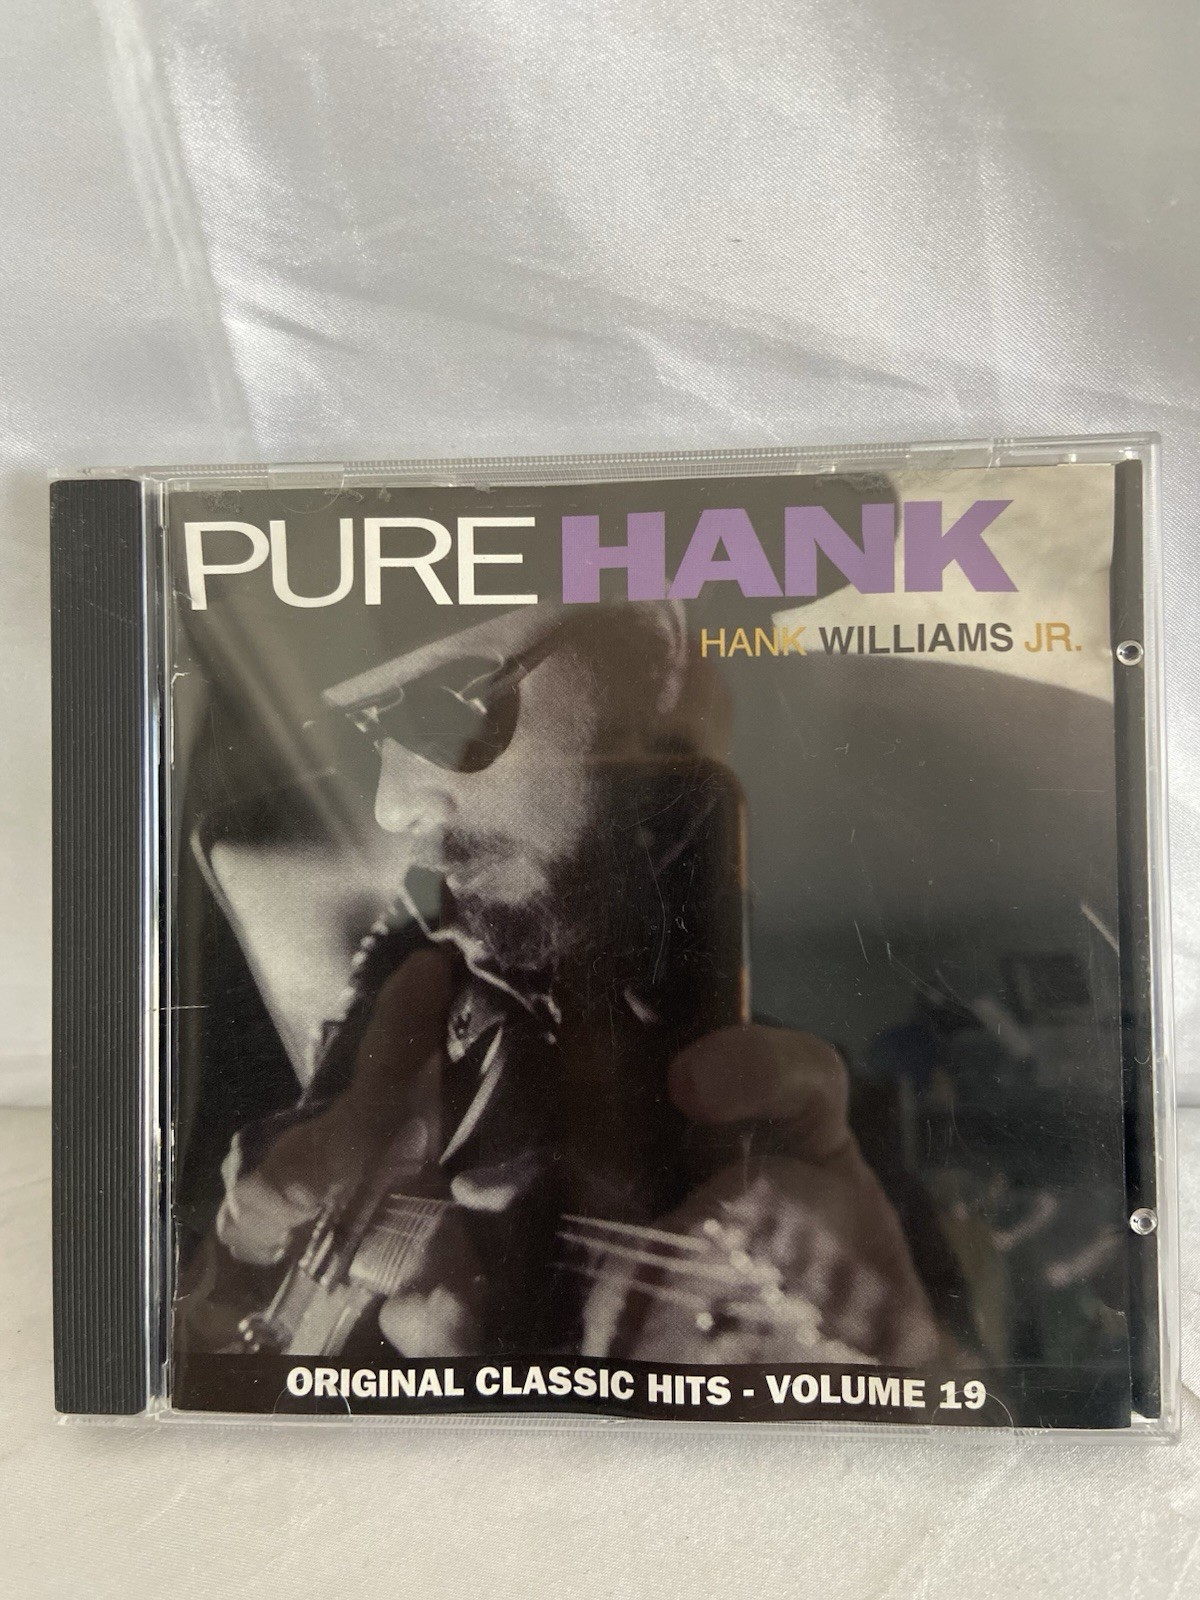 PURE HANK
HANK WILLIAMS JR.
ORIGINAL CLASSIC HITS - VOLUME 19